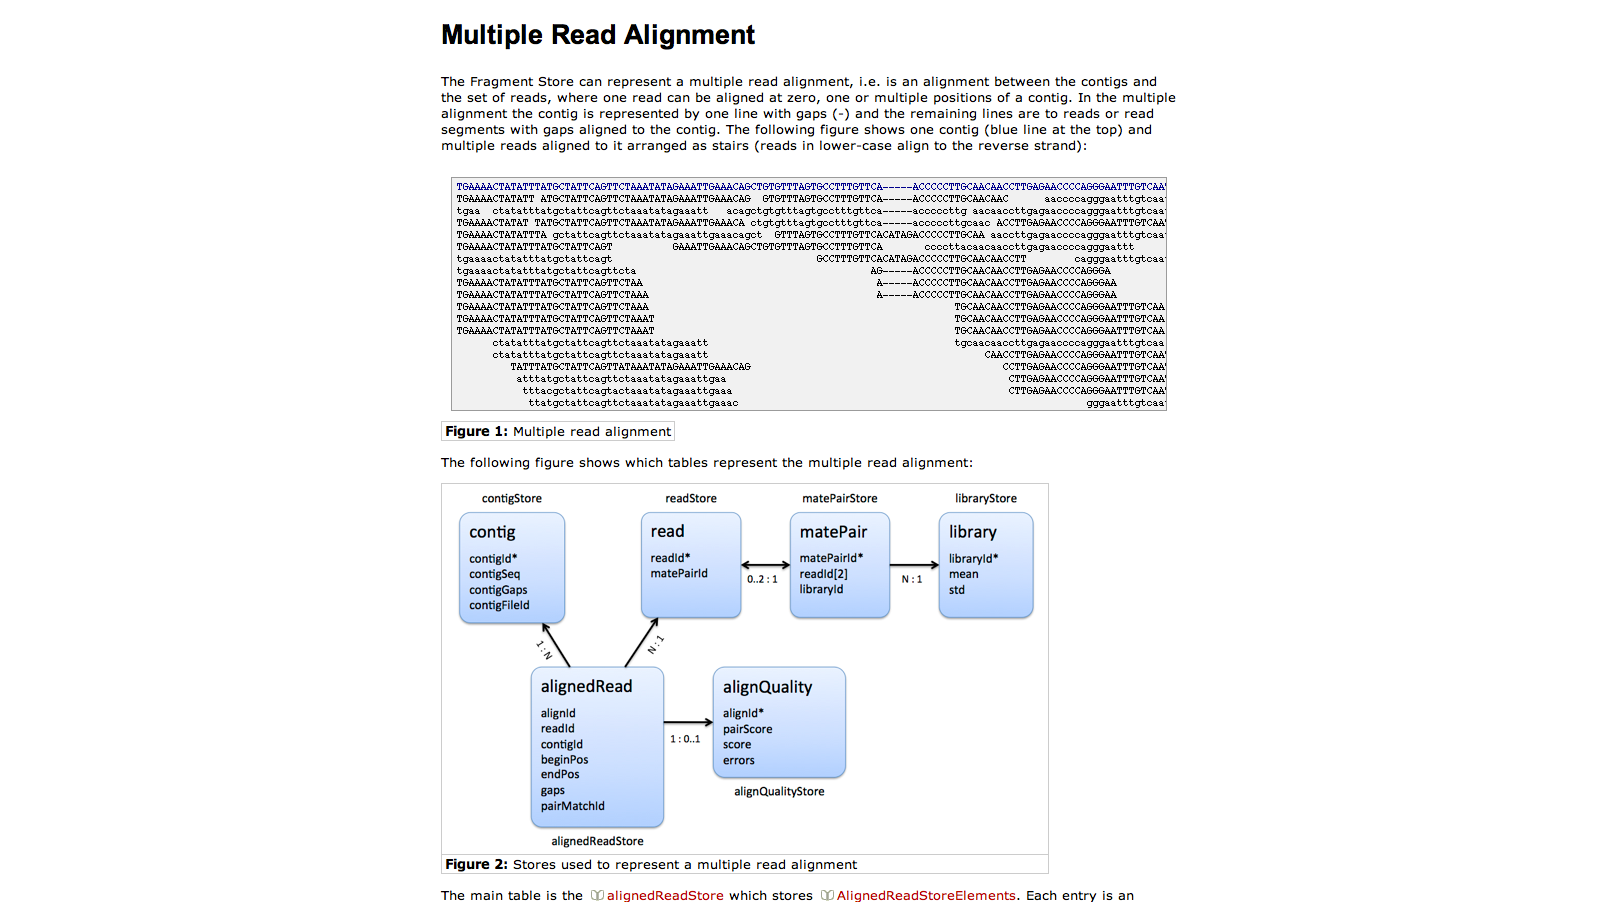 Multiple Read Alignment
The Fragment Store can represent a multiple read alignment, i.e. is an alignment between the contigs and
the set of reads, where one read can be aligned at zero, one or multiple positions of a contig. In the multiple
alignment the contig is represented by one line with gaps (-) and the remaining lines are to reads or read
segments with gaps aligned to the contig. The following figure shows one contig (blue line at the top) and
multiple reads aligned to it arranged as stairs (reads in lower-case align to the reverse strand):
TGAAAACTATATTTATGCTATTCAGTTCTAAATATAGAAATTGAAACAGCTGTGTTTAGTGCCTTTGTTCA-----ACCCCCTTGCAACAACCTTGAGAACCCCAGGGAATTTGTCAA
TGAAAACTATATT ATGCTATTCAGTTCTAAATATAGAAATTGAAACAG GTGTTTAGTGCCTTTGTTCA-----ACCCCCTTGCAACAAC aaccccagggaatttgtcaa
tgaa ctatatttatgctattcagttctaaatatagaaatt acagctgtgtttagtgcctttgttca-----acccccttg aacaaccttgagaaccccagggaatttgtcaa
TGAAAACTATAT TATGCTATTCAGTTCTAAATATAGAAATTGAAACA ctgtgtttagtgcctttgttca-----acccccttgcaac ACCTTGAGAACCCCAGGGAATTTGTCAA
TGAAAACTATATTTA gctattcagttctaaatatagaaattgaaacagct GTTTAGTGCCTTTGTTCACATAGACCCCCTTGCAA aaccttgagaaccccagggaatttgtcaa
TGAAAACTATATTTATGCTATTCAGT GAAATTGAAACAGCTGTGTTTAGTGCCTTTGTTCA ccccttacaacaaccttgagaaccccagggaattt
tgaaaactatatttatgctattcagt GCCTTTGTTCACATAGACCCCCTTGCAACAACCTT cagggaatttgtcaa
tgaaaactatatttatgctattcagttcta AG-----ACCCCCTTGCAACAACCTTGAGAACCCCAGGGA
TGAAAACTATATTTATGCTATTCAGTTCTAA A-----ACCCCCTTGCAACAACCTTGAGAACCCCAGGGAA
TGAAAACTATATTTATGCTATTCAGTTCTAAA A-----ACCCCCTTGCAACAACCTTGAGAACCCCAGGGAA
TGAAAACTATATTTATGCTATTCAGTTCTAAA TGCAACAACCTTGAGAACCCCAGGGAATTTGTCAA
TGAAAACTATATTTATGCTATTCAGTTCTAAAT TGCAACAACCTTGAGAACCCCAGGGAATTTGTCAA
TGAAAACTATATTTATGCTATTCAGTTCTAAAT TGCAACAACCTTGAGAACCCCAGGGAATTTGTCAA
ctatatttatgctattcagttctaaatatagaaatt tgcaacaaccttgagaaccccagggaatttgtcaa
ctatatttatgctattcagttctaaatatagaaatt CAACCTTGAGAACCCCAGGGAATTTGTCAA
TATTTATGCTATTCAGTTATAAATATAGAAATTGAAACAG CCTTGAGAACCCCAGGGAATTTGTCAA
atttatgctattcagttctaaatatagaaattgaa CTTGAGAACCCCAGGGAATTTGTCAA
tttacgctattcagtactaaatatagaaattgaaa CTTGAGAACCCCAGGGAATTTGTCAA
ttatgctattcagttctaaatatagaaattgaaac gggaatttgtcaa
Figure 1: Multiple read alignment
The following figure shows which tables represent the multiple read alignment:
contigStore
readStore
matePairStore
libraryStore
contig
contigId*
contigSeq
contigGaps
contigFileId
read
readId*
matePairId
0..2 : 1
matePair
matePairId*
readId[2]
libraryId
N : 1
library
libraryId*
mean
std
1 : N
N : 1
alignedRead
alignId
readId
contigId
beginPos
endPos
gaps
pairMatchId
1 : 0..1
alignQuality
alignId*
pairScore
score
errors
alignQualityStore
alignedReadStore
Figure 2: Stores used to represent a multiple read alignment
The main table is the alignedReadStore which stores AlignedReadStoreElements. Each entry is an